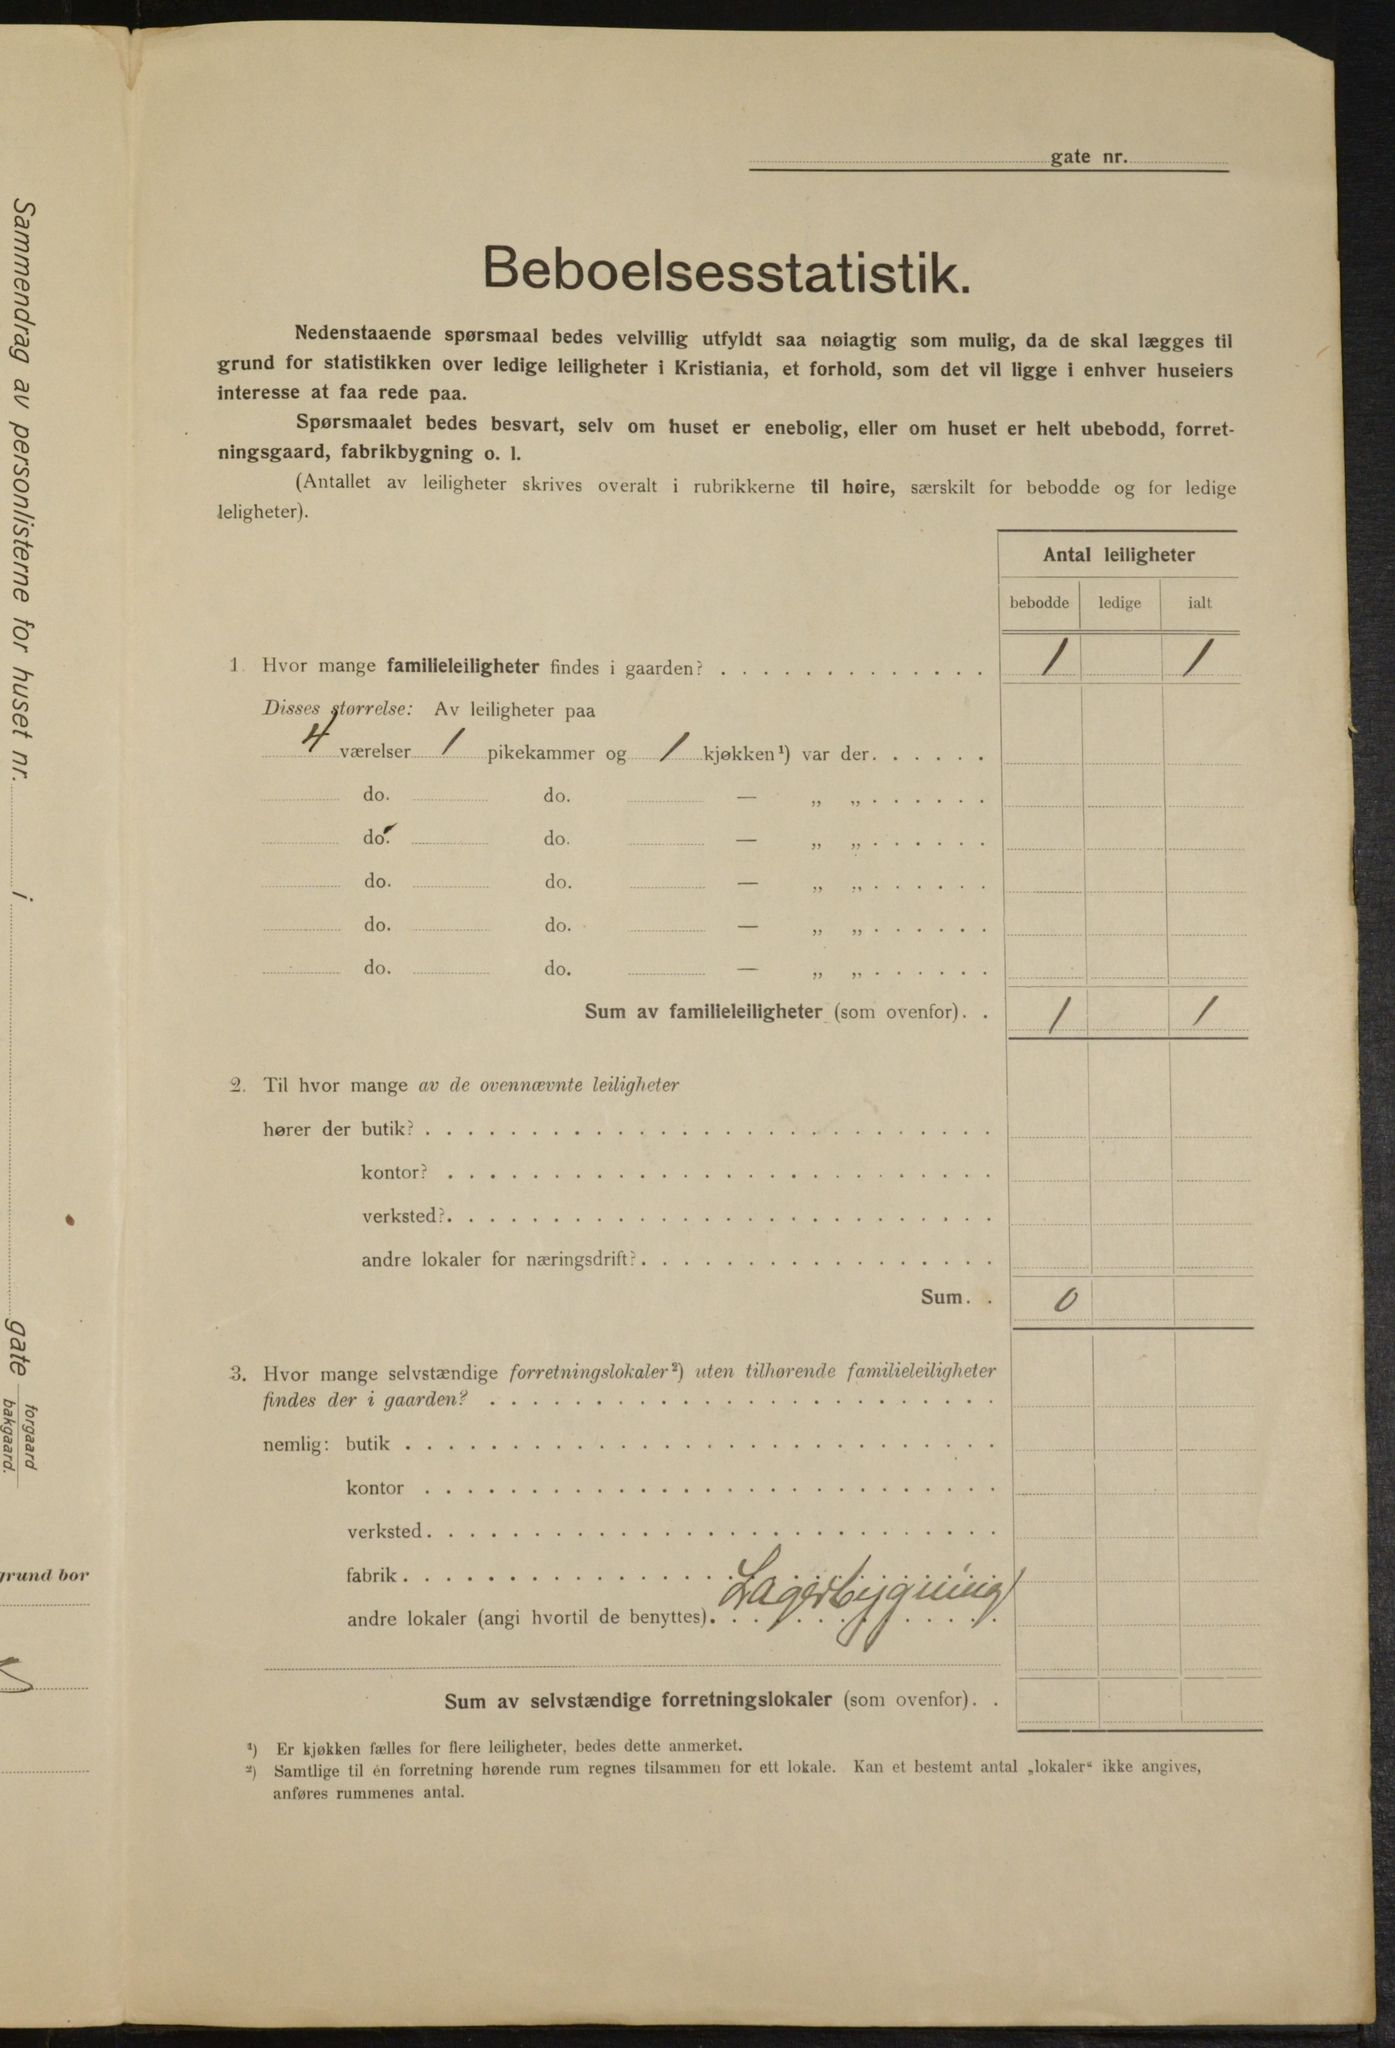 gate nr.
Beboelsesstatistik.
Nedenstaaende spørsmaal bedes velvillig utfyldt saa nøiagtig som mulig, da de skal lægges til
grund for statistikken over ledige leiligheter i Kristiania, et forhold, som det vil ligge i enhver huseiers
interesse at faa rede paa.
Spørsmaalet bedes besvart, selv om huset er enebolig, eller om huset er helt ubebodd, forret-
ningsgaard, fabrikbygning o. l.
(Antallet av leiligheter skrives overalt i rubrikkerne til høire, særskilt for bebodde og for ledige
leligheter).
Antal leiligheter
bebodde ledige ialt
1. Hvor mange familieleiligheter findes i gaarden? . . . . . . . . . . . . . 1 1
Disses størrelse: Av leiligheter paa
4 værelser 1 pikekammer og 1 kjøkken¹) var der. . . . . .
do. do. — „ „ . . . . . .
do. do. — „ „ . . . . . .
do. do. — „ „ . . . . . .
do. do. — „ „ . . . . . .
do. do. — „ „ . . . . . .
Sum av familieleiligheter (som ovenfor). . 1 1
2. Til hvor mange av de ovennævnte leiligheter
hører der butik? . . . . . . . . . . . . . . . . . . . . . . . . . . .
kontor? . . . . . . . . . . . . . . . . . . . . . . . . . .
verksted?. . . . . . . . . . . . . . . . . . . . . . . . . .
andre lokaler for næringsdrift?. . . . . . . . . . . . . . . . . .
Sum. . 0
3. Hvor mange selvstændige forretningslokaler²) uten tilhørende familieleiligheter
findes der i gaarden? . . . . . . . . . . . . . . . . . . . . . . . .
nemlig: butik . . . . . . . . . . . . . . . . . . . . . . . . . . . .
kontor . . . . . . . . . . . . . . . . . . . . . . . . . . .
verksted. . . . . . . . . . . . . . . . . . . . . . . . . . .
fabrik. . . . . . . . . . . . . . . . . . . . . . . . . . . .
andre lokaler (angi hvortil de benyttes). . . . . . . . . . . Lagerbygning
Sum av selvstændige forretningslokaler (som ovenfor). .
¹) Er kjøkken fælles for flere leiligheter, bedes dette anmerket.
²) Samtlige til én forretning hørende rum regnes tilsammen for ett lokale. Kan et bestemt antal „lokaler“ ikke angives,
anføres rummenes antal.
Sammendrag av personlisterne for huset nr. i gate forgaard
bakgaard.
grund bor